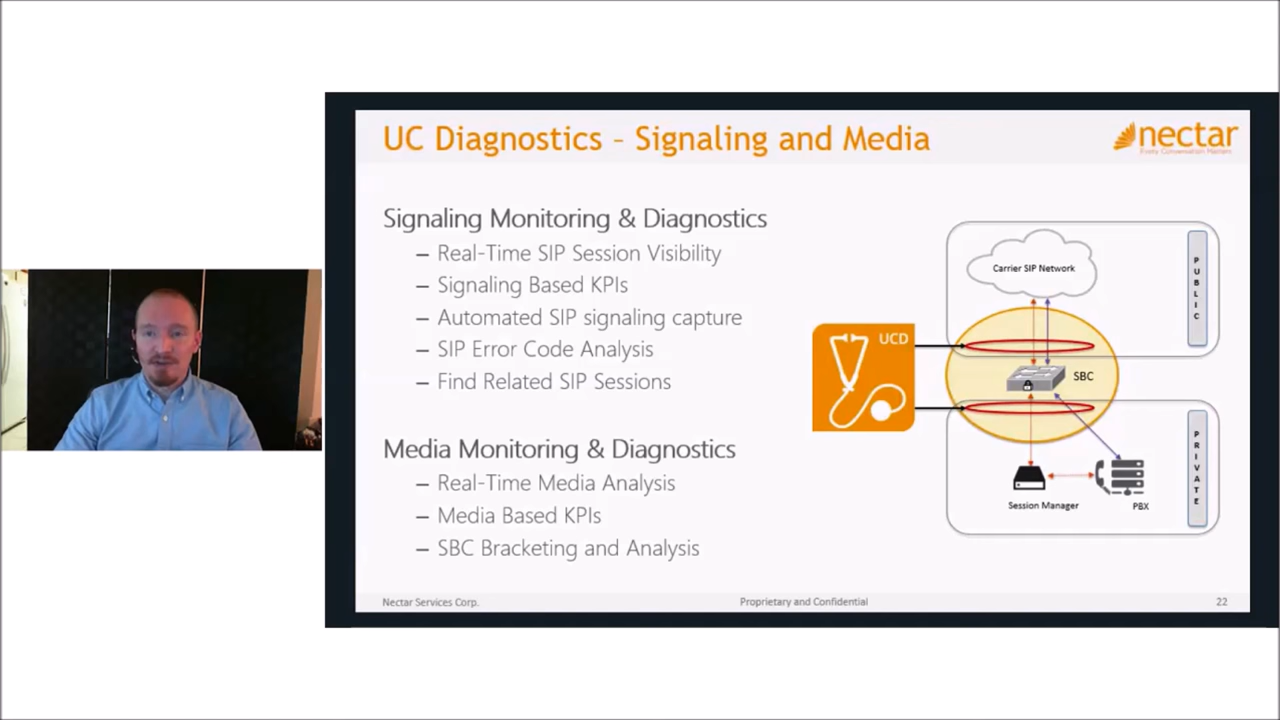 UC Diagnostics – Signaling and Media
nectar
Every Conversation Matters
Signaling Monitoring & Diagnostics
– Real-Time SIP Session Visibility
– Signaling Based KPIs
– Automated SIP signaling capture
– SIP Error Code Analysis
– Find Related SIP Sessions
Media Monitoring & Diagnostics
– Real-Time Media Analysis
– Media Based KPIs
– SBC Bracketing and Analysis
Carrier SIP Network
PUBLIC
UCD
SBC
Session Manager
PBX
PRIVATE
Nectar Services Corp.
Proprietary and Confidential
22